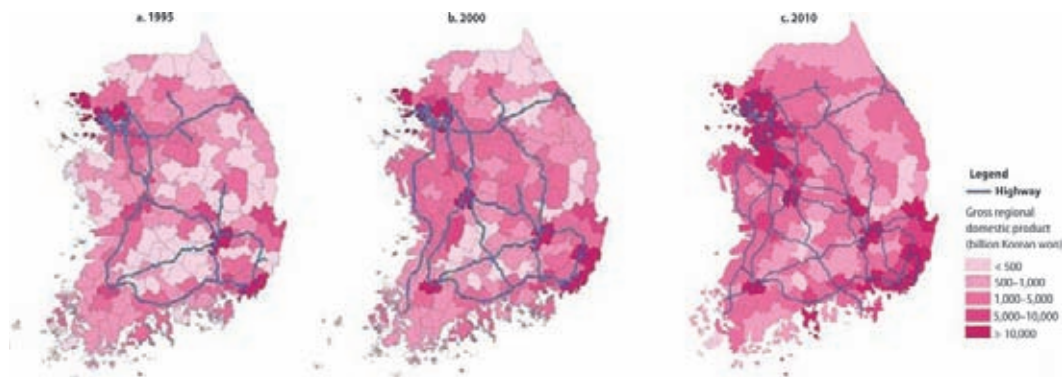 a. 1995
b. 2000
c. 2010
Legend
Highway
Gross regional
domestic product
(billion Korean won)
< 500
500–1,000
1,000–5,000
5,000–10,000
≥ 10,000